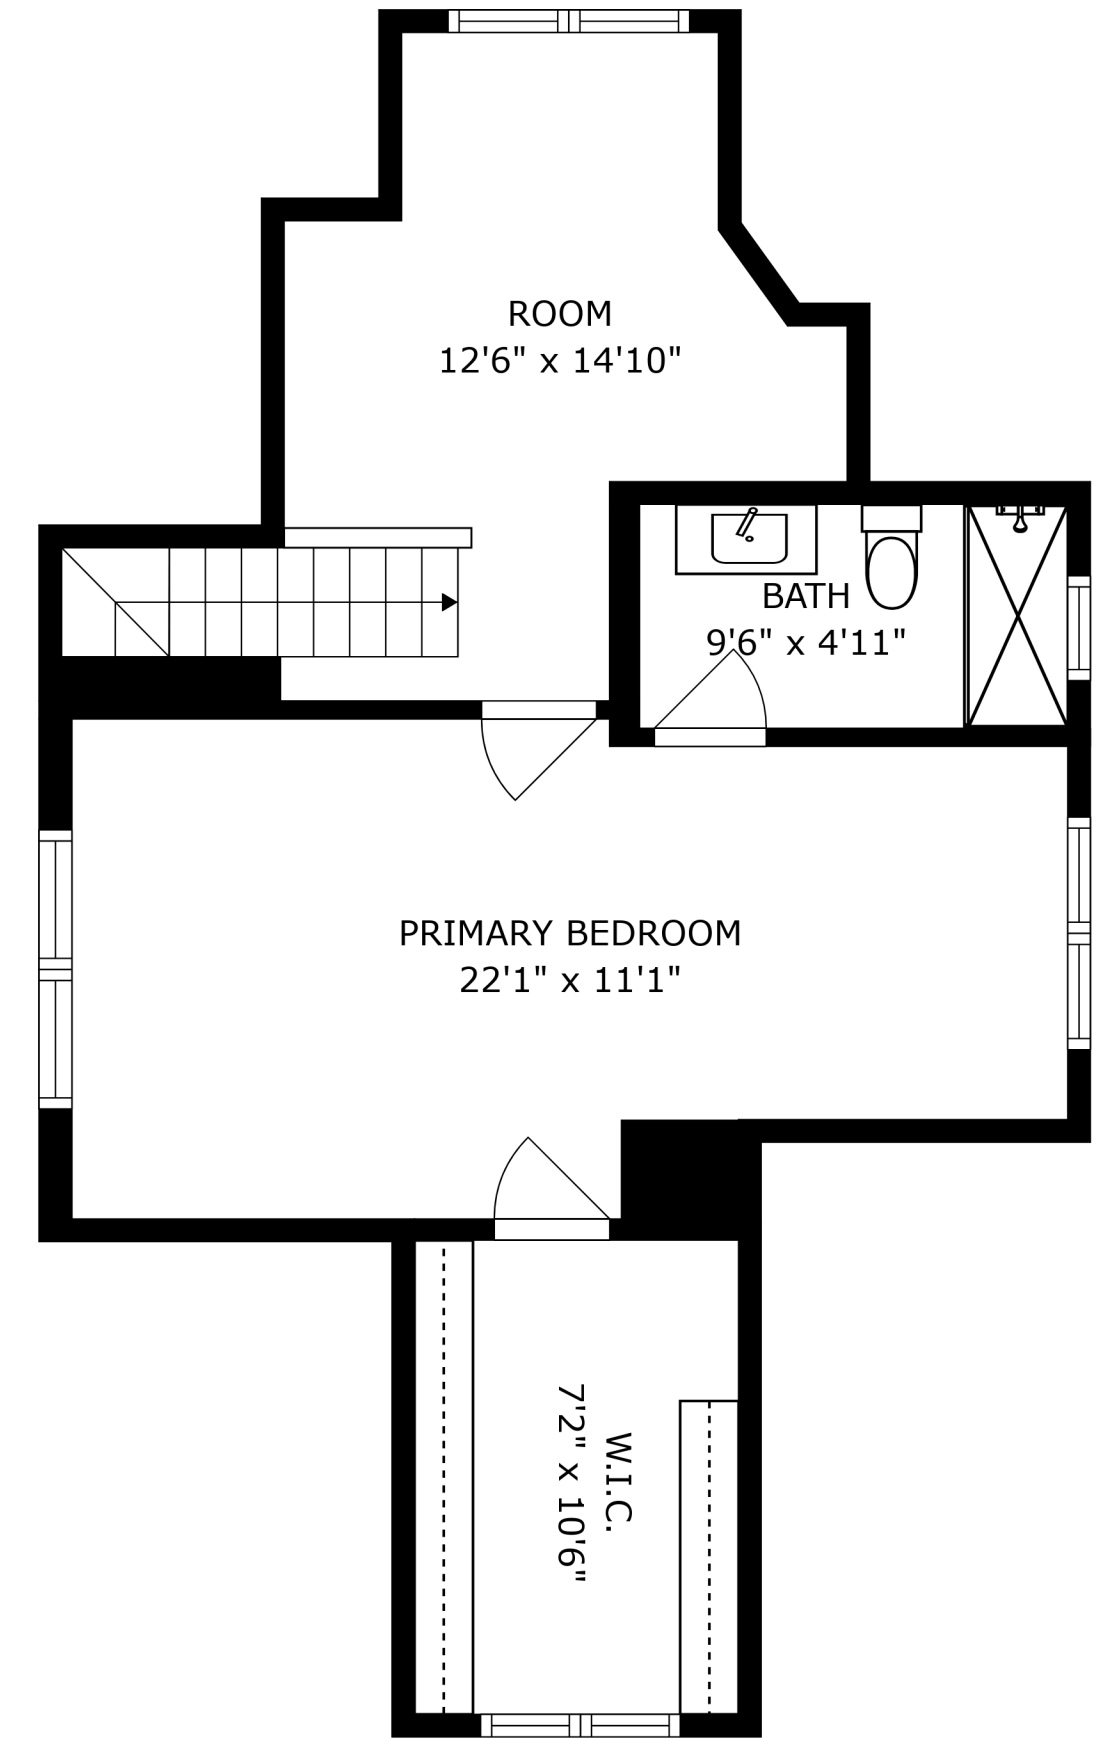 ROOM
12'6" x 14'10"
BATH
9'6" x 4'11"
PRIMARY BEDROOM
22'1" x 11'1"
W.I.C.
7'2" x 10'6"